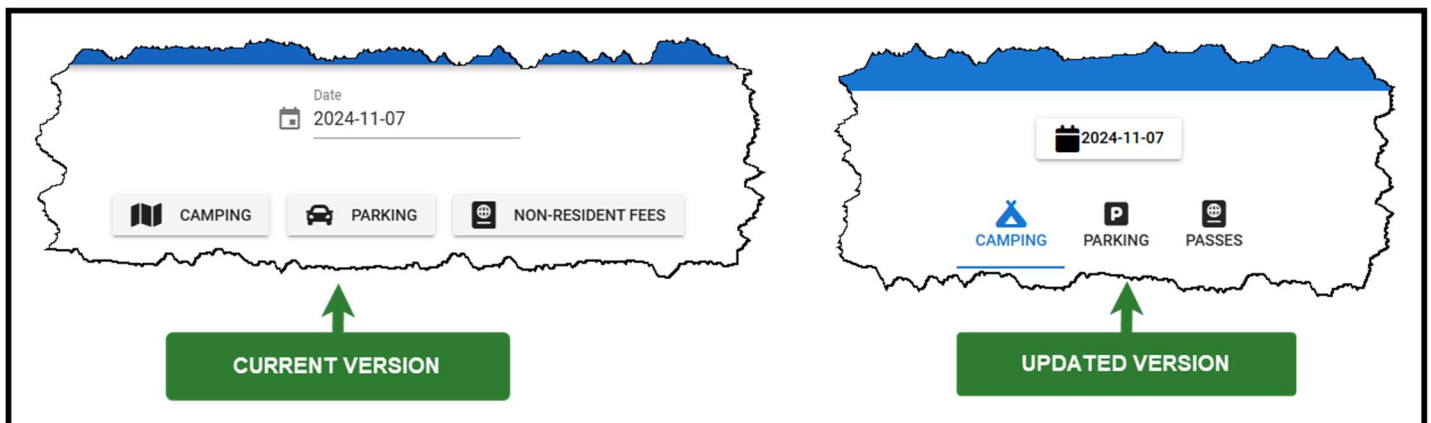 Date
2024-11-07
CAMPING
PARKING
NON-RESIDENT FEES
CURRENT VERSION
2024-11-07
P
CAMPING
PARKING
PASSES
UPDATED VERSION